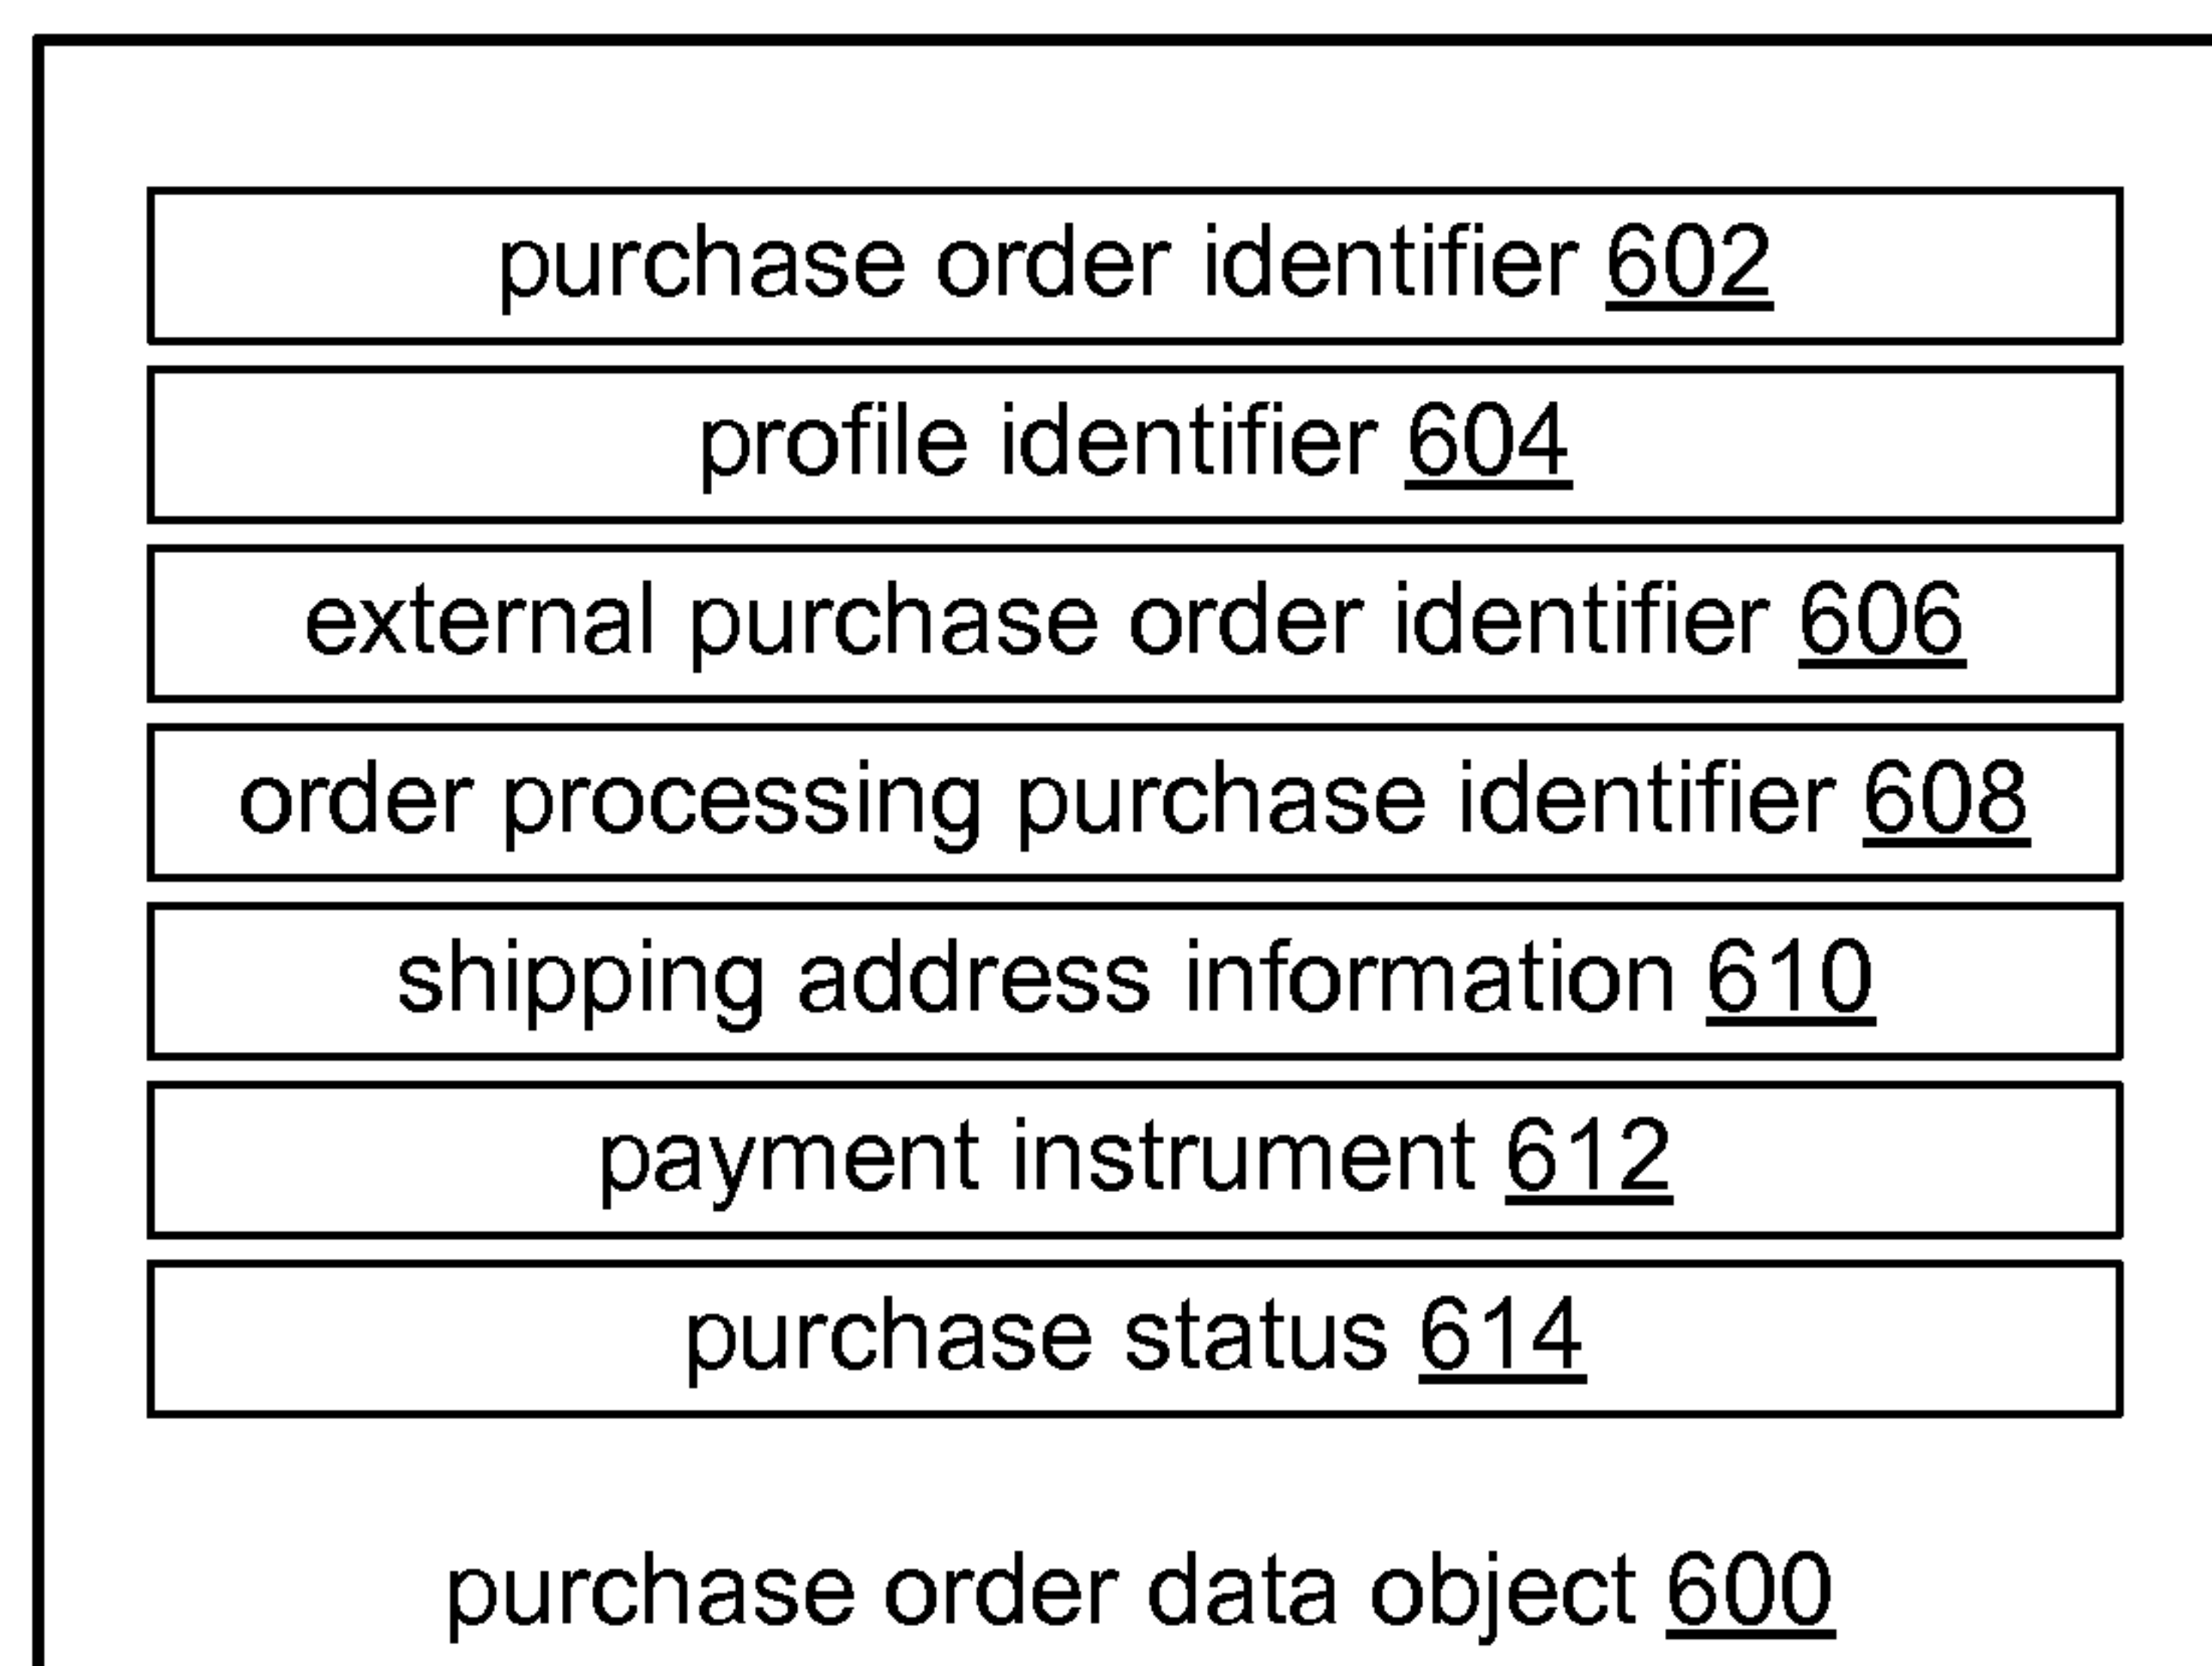 purchase order identifier 602
profile identifier 604
external purchase order identifier 606
order processing purchase identifier 608
shipping address information 610
payment instrument 612
purchase status 614
purchase order data object 600